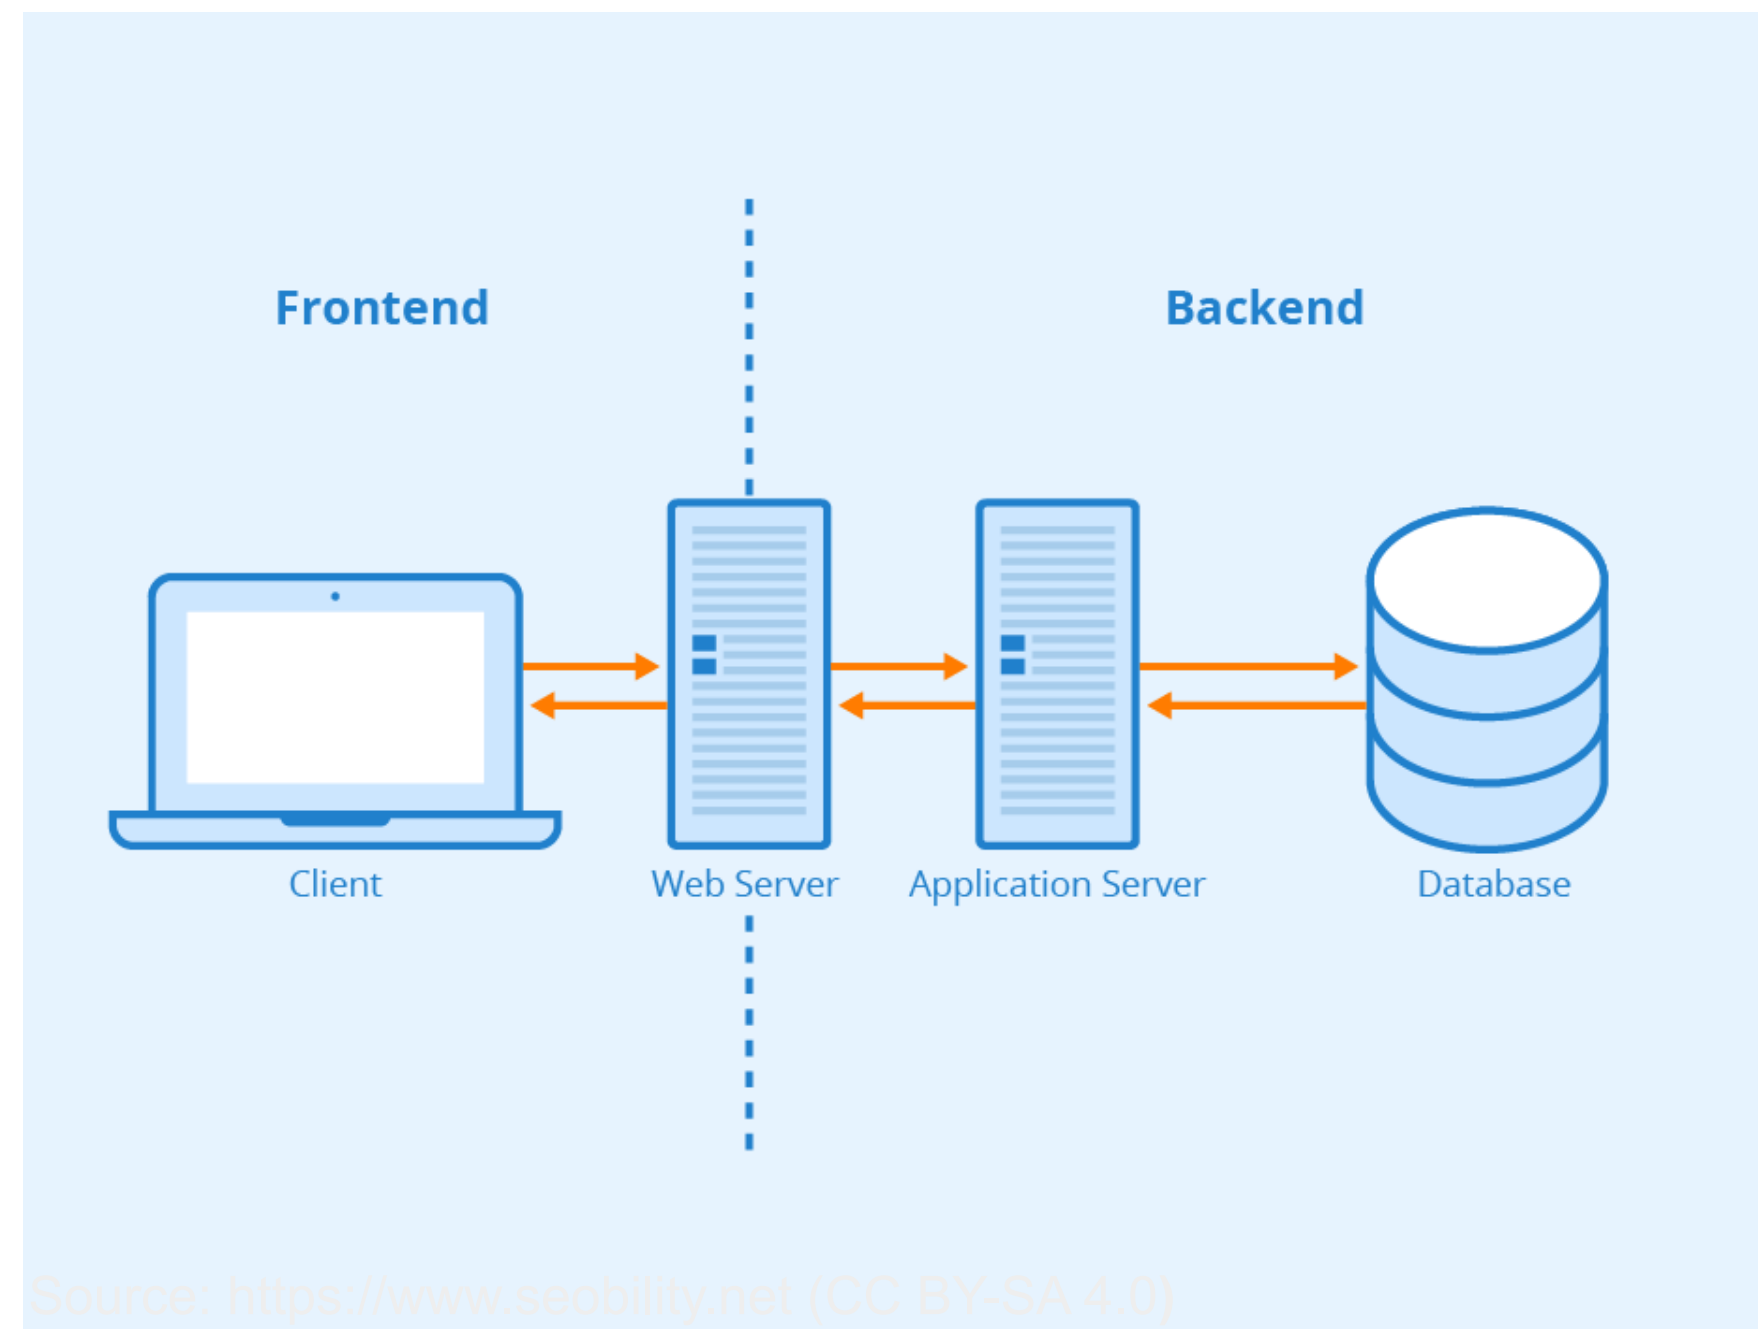 Frontend
Backend
Client
Web Server
Application Server
Database
Source: https://www.seobility.net (CC BY-SA 4.0)